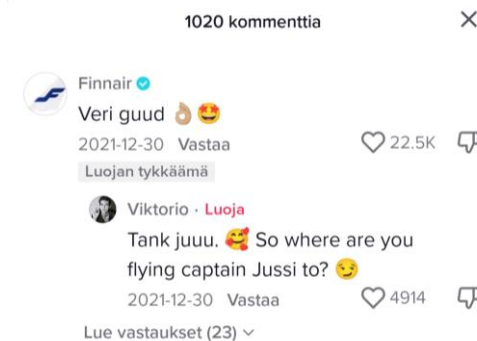 1020 kommenttia
Finnair
Veri guud 👌🏼🤩
2021-12-30 Vastaa
22.5K
Luojan tykkäämä
Viktorio · Luoja
Tank juuu. 🥰 So where are you
flying captain Jussi to? 😏
2021-12-30 Vastaa
4914
Lue vastaukset (23)